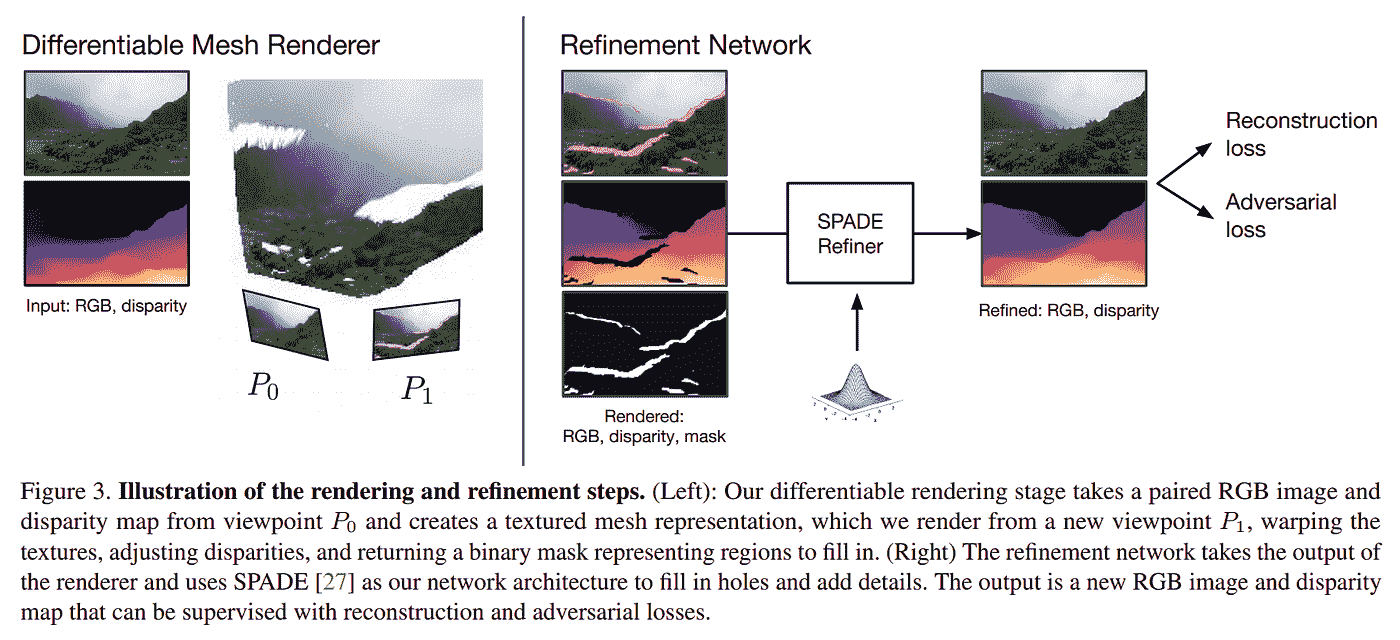 Differentiable Mesh Renderer
Input: RGB, disparity
P0
P1
Refinement Network
Rendered:
RGB, disparity, mask
SPADE
Refiner
Refined: RGB, disparity
Reconstruction
loss
Adversarial
loss
Figure 3. Illustration of the rendering and refinement steps. (Left): Our differentiable rendering stage takes a paired RGB image and
disparity map from viewpoint P0 and creates a textured mesh representation, which we render from a new viewpoint P1, warping the
textures, adjusting disparities, and returning a binary mask representing regions to fill in. (Right) The refinement network takes the output of
the renderer and uses SPADE [27] as our network architecture to fill in holes and add details. The output is a new RGB image and disparity
map that can be supervised with reconstruction and adversarial losses.